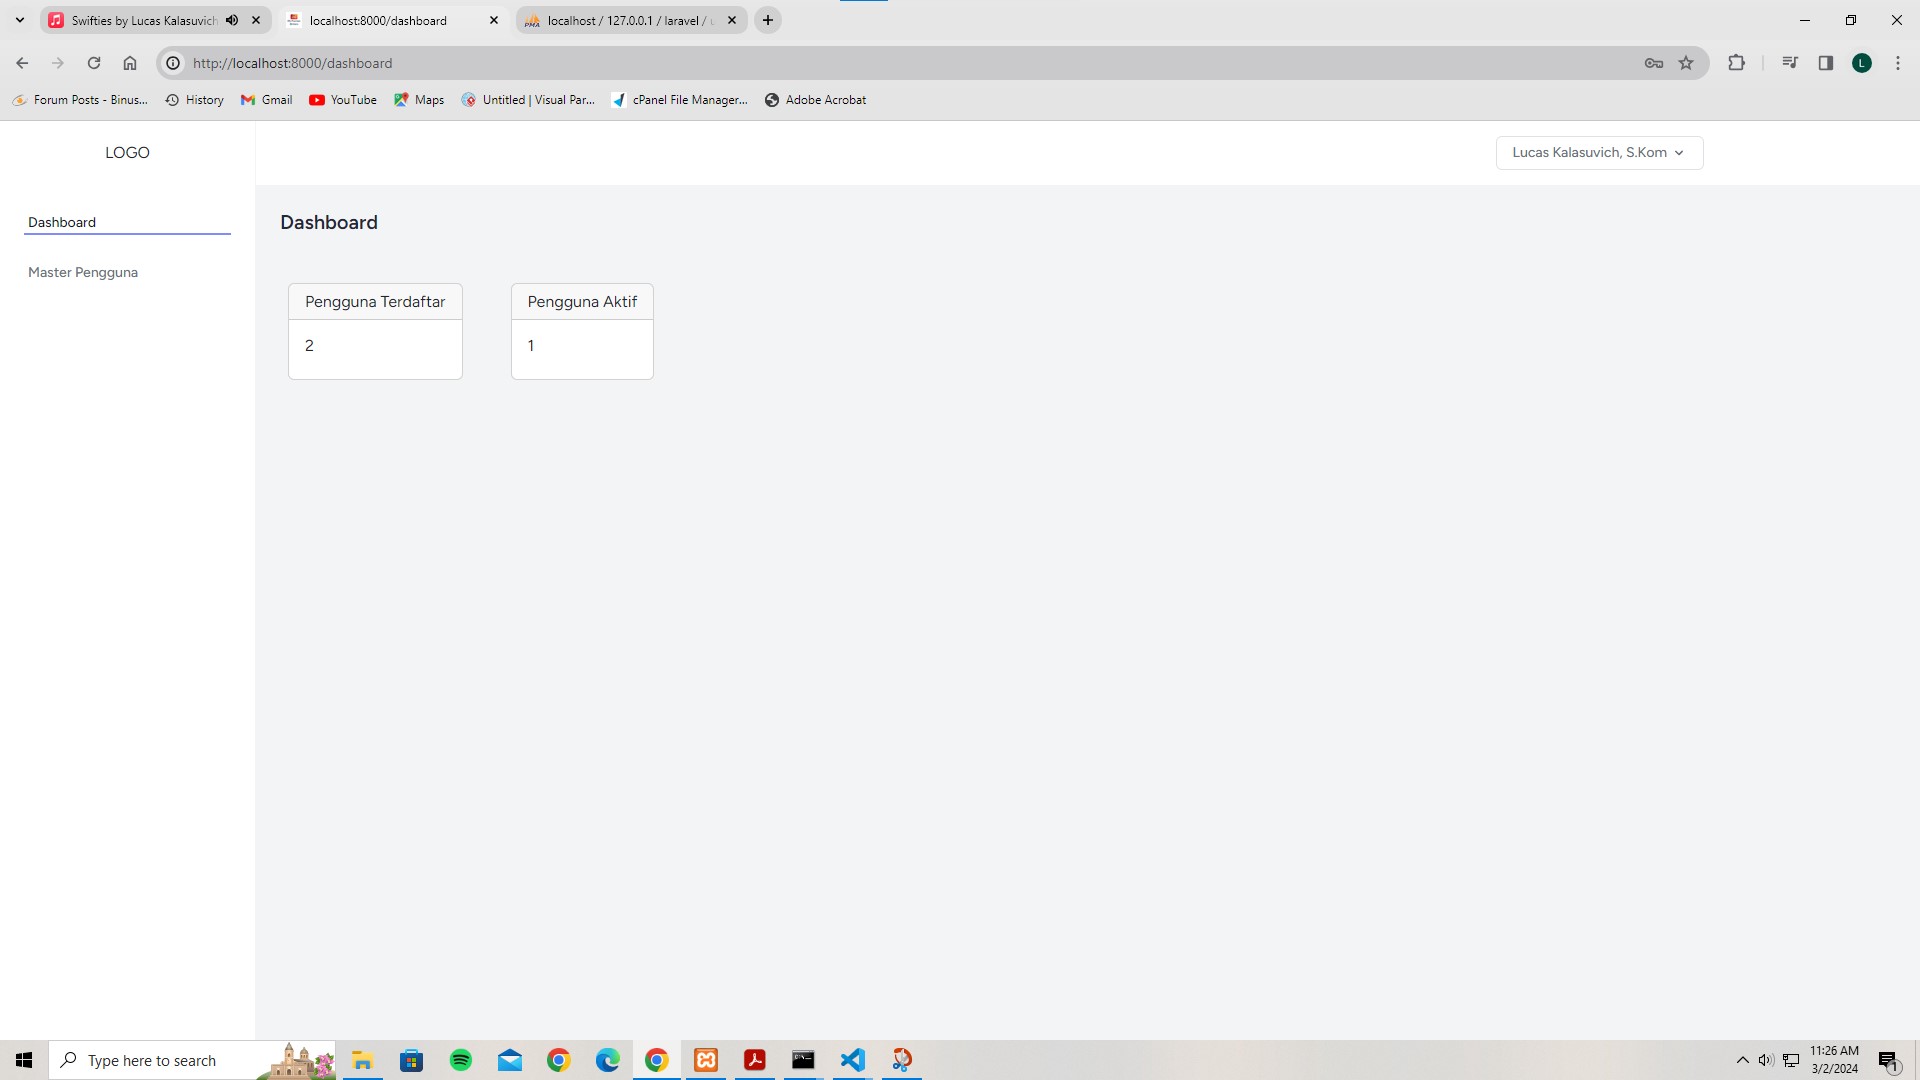 Swifties by Lucas Kalasuvich
localhost:8000/dashboard
localhost / 127.0.0.1 / laravel /
PMA
http://localhost:8000/dashboard
L
Forum Posts - Binus...
History
Gmail
YouTube
Maps
Untitled | Visual Par...
cPanel File Manager...
Adobe Acrobat
LOGO
Lucas Kalasuvich, S.Kom
Dashboard
Master Pengguna
Dashboard
Pengguna Terdaftar
2
Pengguna Aktif
1
Type here to search
11:26 AM
3/2/2024
1